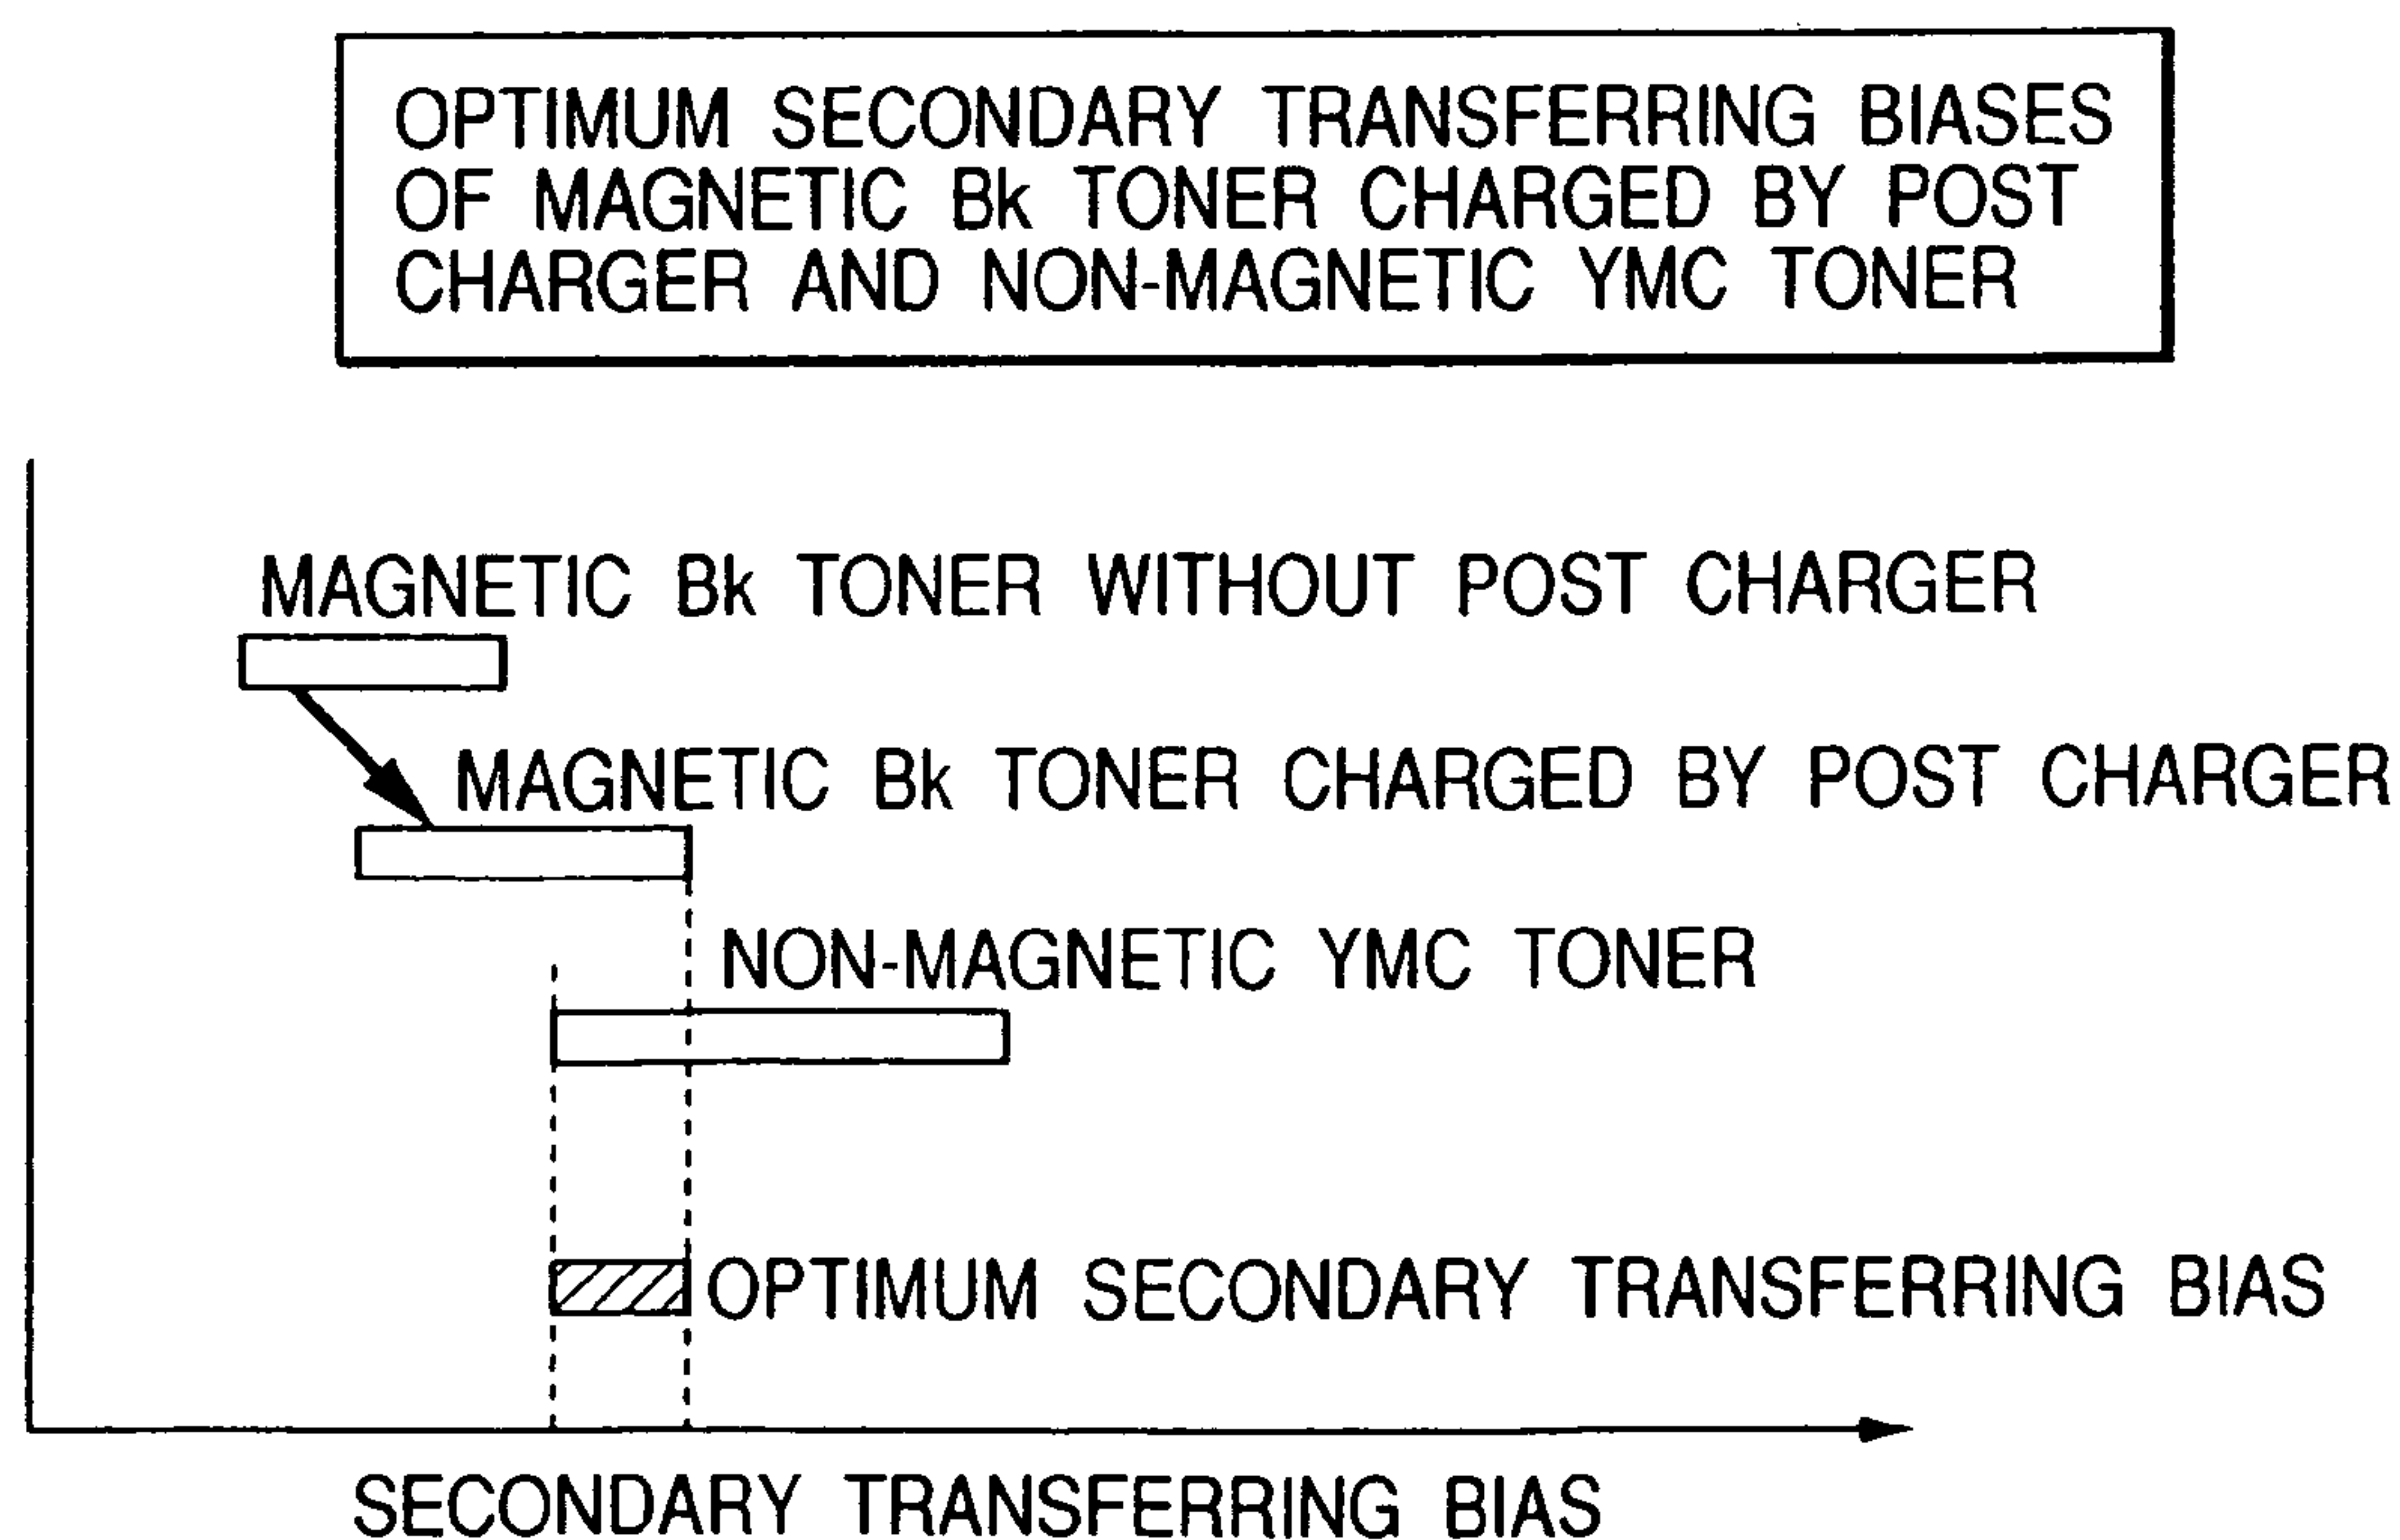 OPTIMUM SECONDARY TRANSFERRING BIASES
OF MAGNETIC Bk TONER CHARGED BY POST
CHARGER AND NON-MAGNETIC YMC TONER
MAGNETIC Bk TONER WITHOUT POST CHARGER
MAGNETIC Bk TONER CHARGED BY POST CHARGER
NON-MAGNETIC YMC TONER
OPTIMUM SECONDARY TRANSFERRING BIAS
SECONDARY TRANSFERRING BIAS